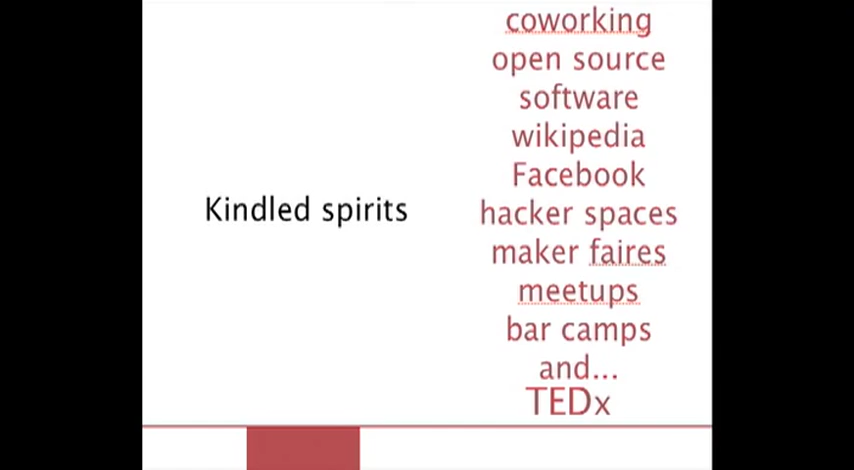 Kindled spirits
coworking
open source
software
wikipedia
Facebook
hacker spaces
maker faires
meetups
bar camps
and...
TEDx